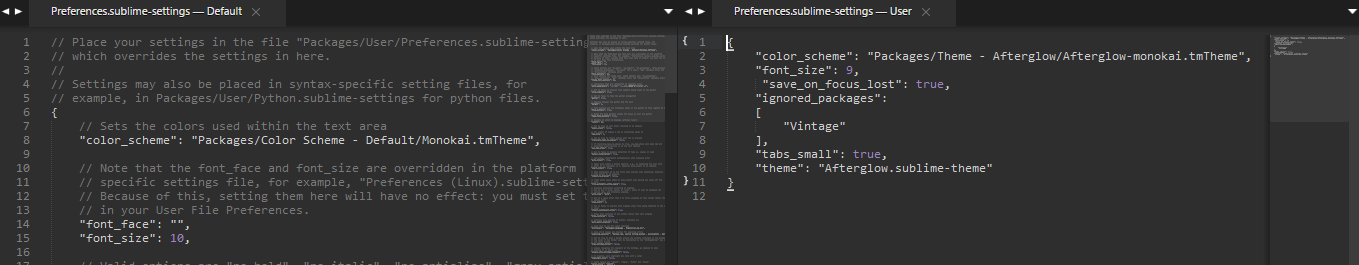 Preferences.sublime-settings — Default
1 // Place your settings in the file "Packages/User/Preferences.sublime-setting
2 // which overrides the settings in here.
3 //
4 // Settings may also be placed in syntax-specific setting files, for
5 // example, in Packages/User/Python.sublime-settings for python files.
6 {
7 // Sets the colors used within the text area
8 "color_scheme": "Packages/Color Scheme - Default/Monokai.tmTheme",
9
10 // Note that the font_face and font_size are overridden in the platform
11 // specific settings file, for example, "Preferences (Linux).sublime-sett
12 // Because of this, setting them here will have no effect: you must set t
13 // in your User File Preferences.
14 "font_face": "",
15 "font_size": 10,
16
Preferences.sublime-settings — User
1 {
2 "color_scheme": "Packages/Theme - Afterglow/Afterglow-monokai.tmTheme",
3 "font_size": 9,
4 "save_on_focus_lost": true,
5 "ignored_packages":
6 [
7 "Vintage"
8 ],
9 "tabs_small": true,
10 "theme": "Afterglow.sublime-theme"
11 }
12